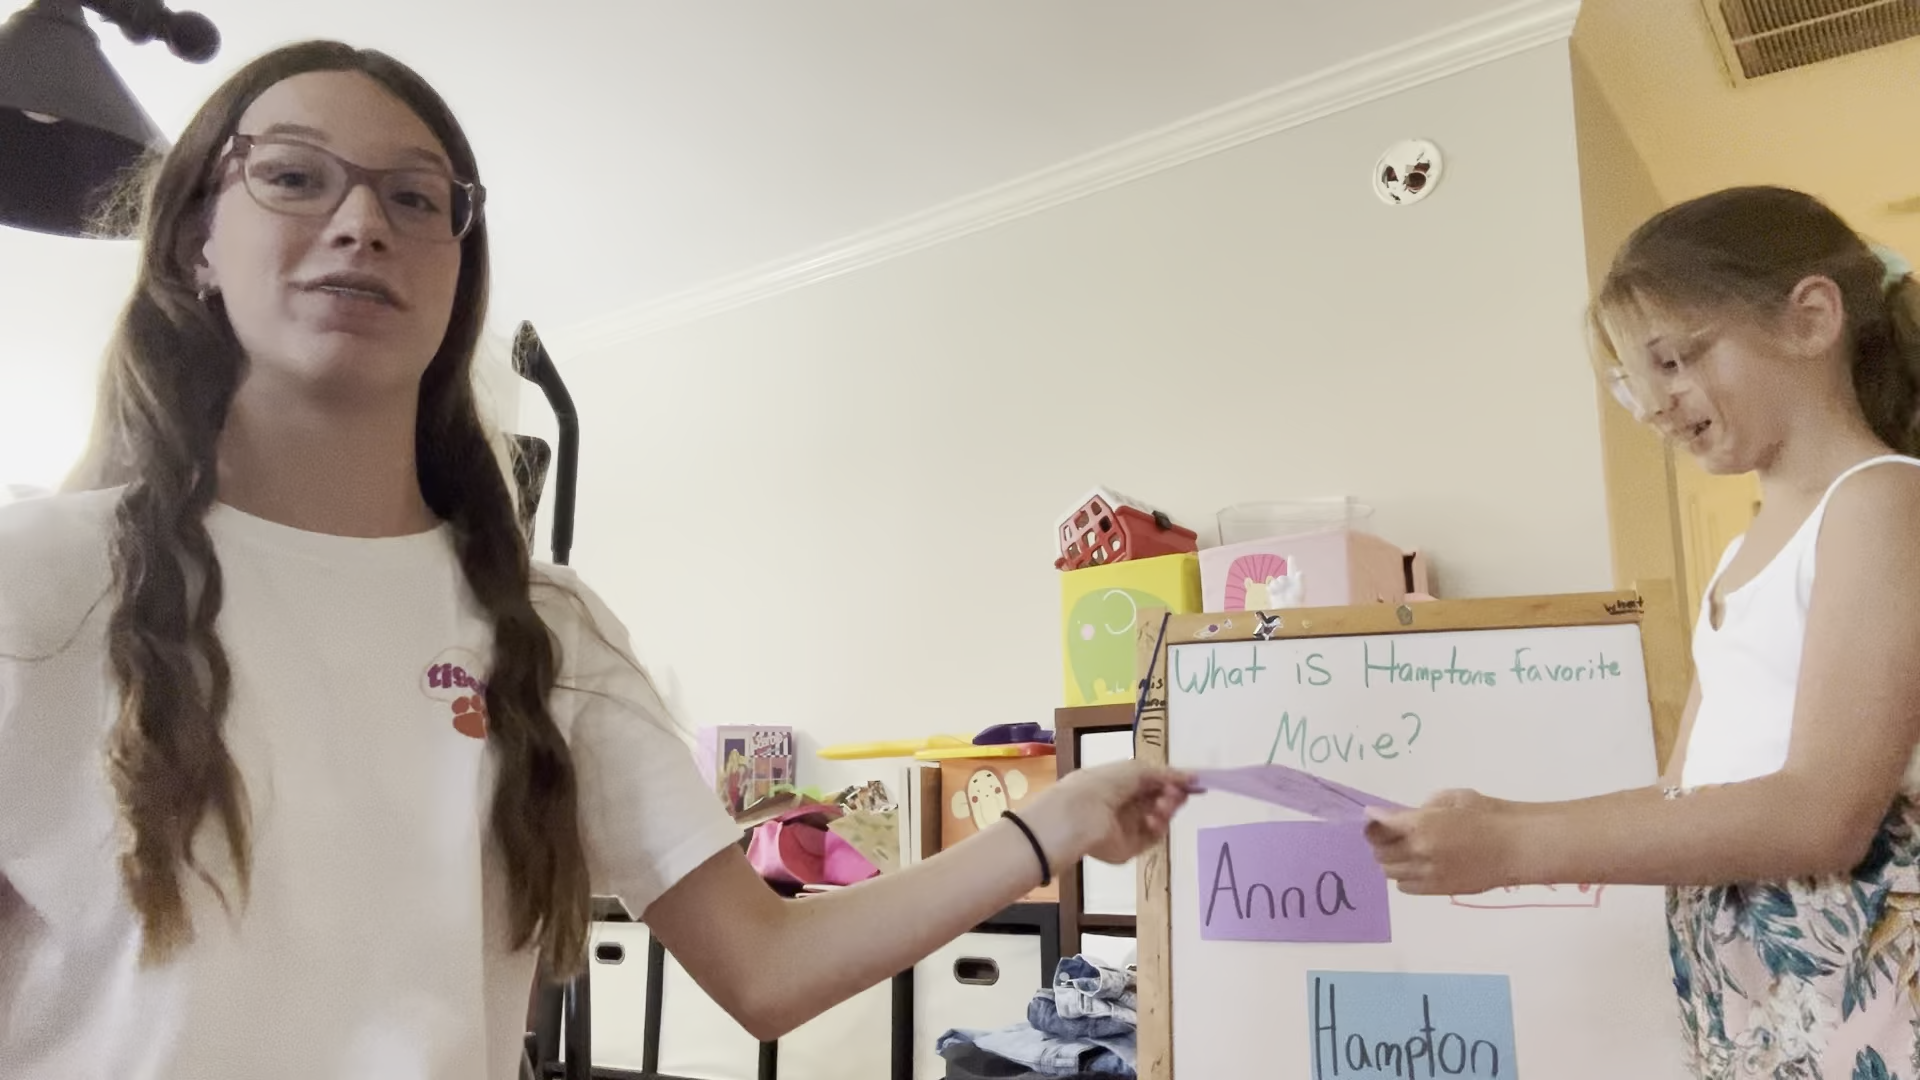 What is Hamptons favorite
Movie?
Anna
Hampton